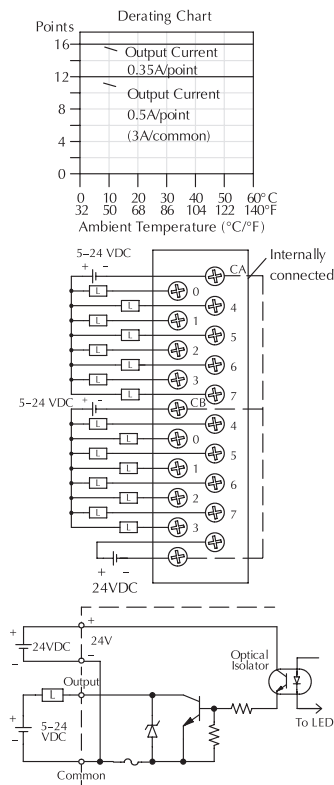 Derating Chart
Points
16
Output Current
0.35A/point
12
Output Current
0.5A/point
(3A/common)
8
4
0
0 10 20 30 40 50 60°C
32 50 68 86 104 122 140°F
Ambient Temperature (°C/°F)
5–24 VDC
Internally
connected
+ –
CA
L
0
L
4
L
1
L
5
L
2
L
6
L
3
L
7
5–24 VDC
+ –
CB
L
4
L
0
L
5
L
1
L
6
L
2
L
7
L
3
+ –
24VDC
+
+
24V
24VDC
–
–
Optical
Isolator
Output
L
+
5–24
VDC
–
To LED
Common